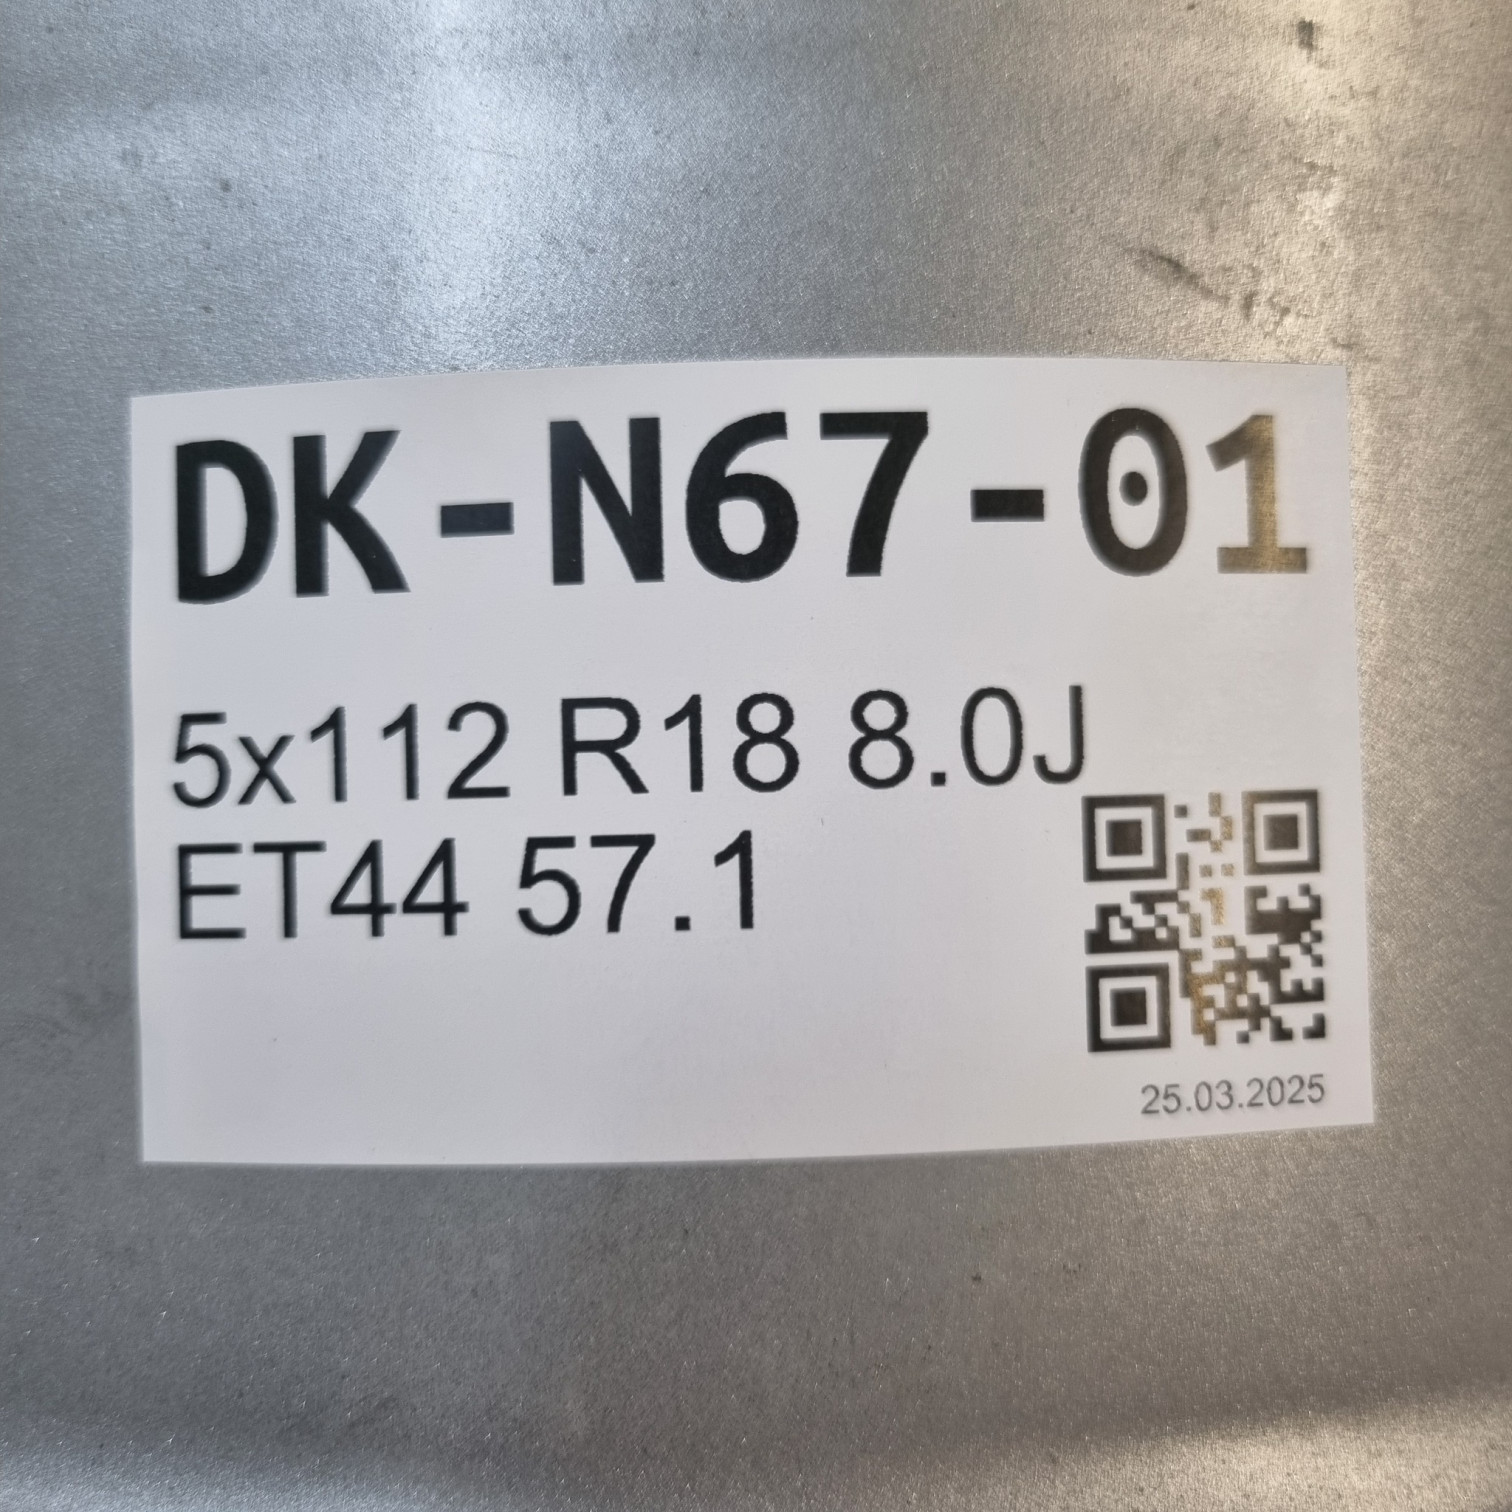 DK-N67-01
5x112 R18 8.0J
ET44 57.1
25.03.2025